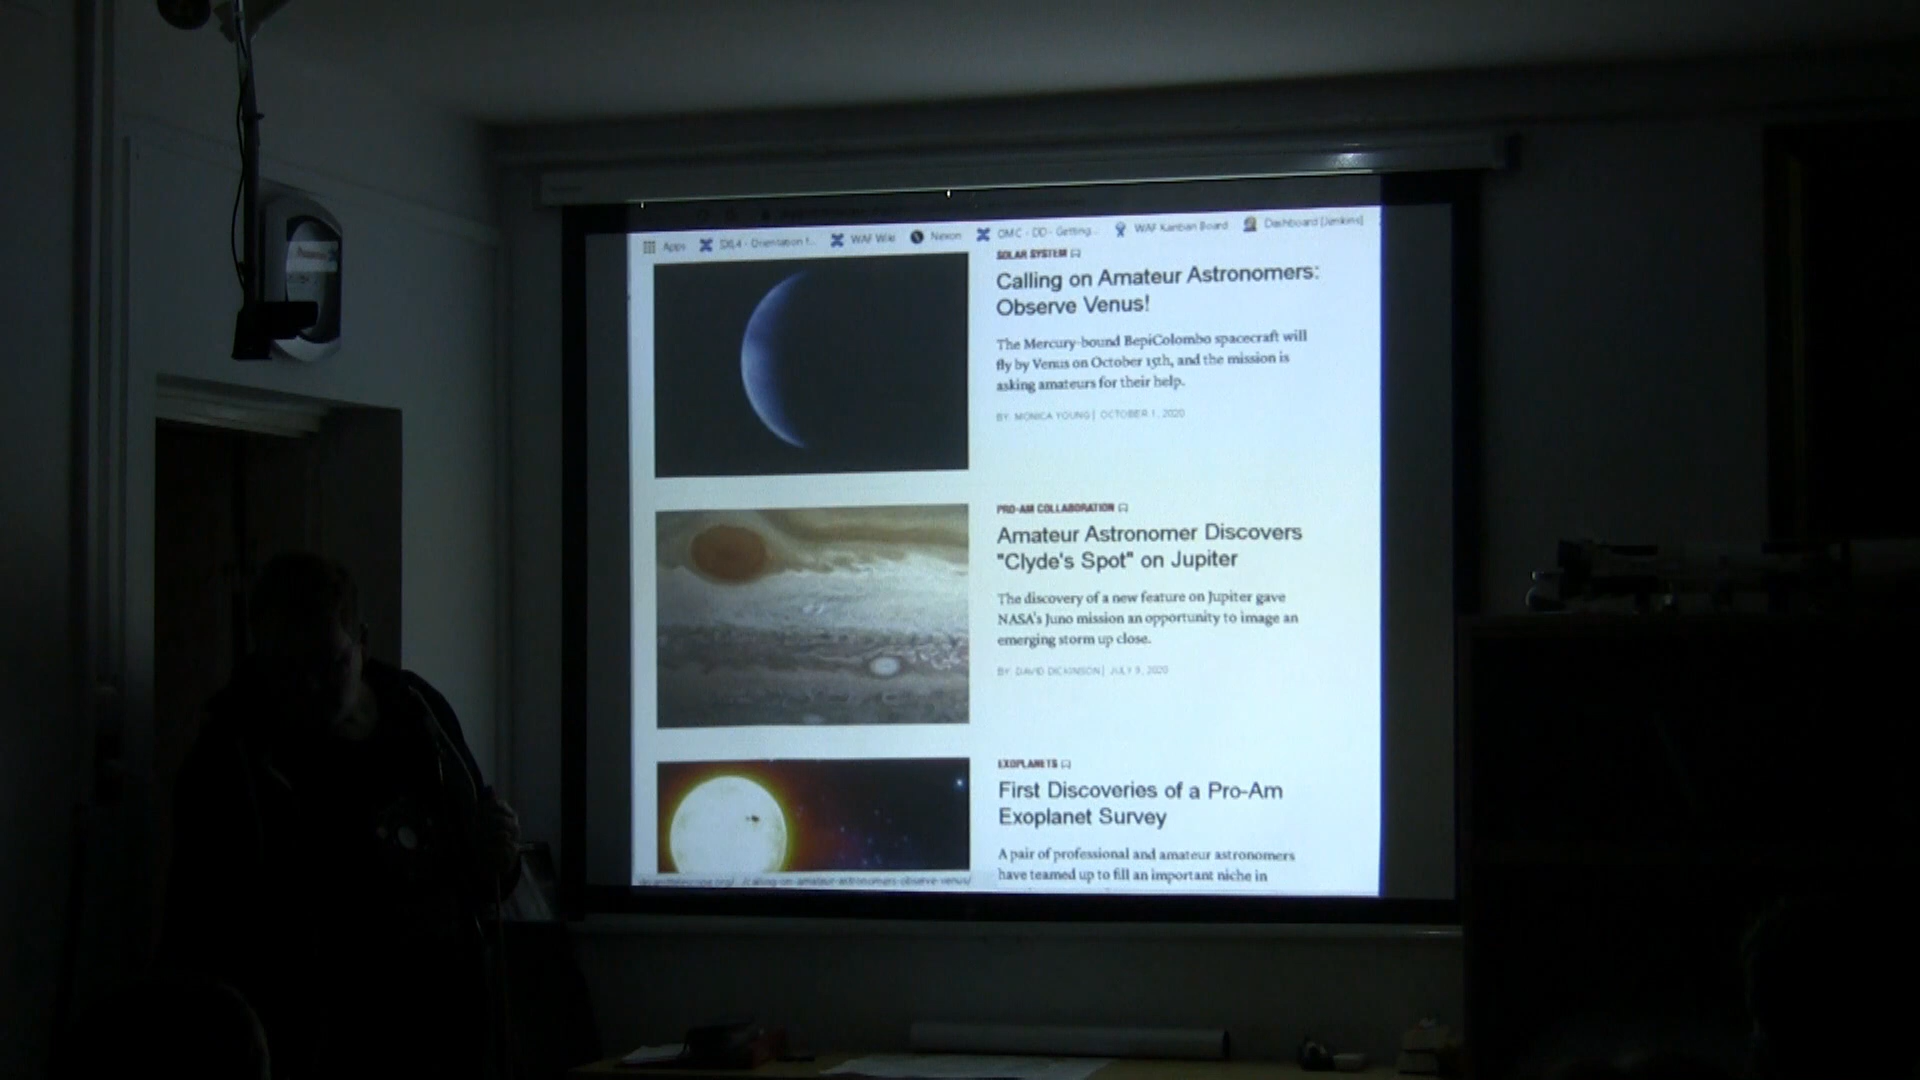 Apps IDL4 - Orientation f... WAF Wiki Nexon OMC - DD - Getting... WAF Kanban Board Dashboard [Jenkins]
SOLAR SYSTEM
Calling on Amateur Astronomers:
Observe Venus!
The Mercury-bound BepiColombo spacecraft will
fly by Venus on October 15th, and the mission is
asking amateurs for their help.
BY: MONICA YOUNG | OCTOBER 1, 2020
PRO-AM COLLABORATION
Amateur Astronomer Discovers
"Clyde's Spot" on Jupiter
The discovery of a new feature on Jupiter gave
NASA's Juno mission an opportunity to image an
emerging storm up close.
BY: DAVID DICKINSON | JULY 9, 2020
EXOPLANETS
First Discoveries of a Pro-Am
Exoplanet Survey
A pair of professional and amateur astronomers
have teamed up to fill an important niche in